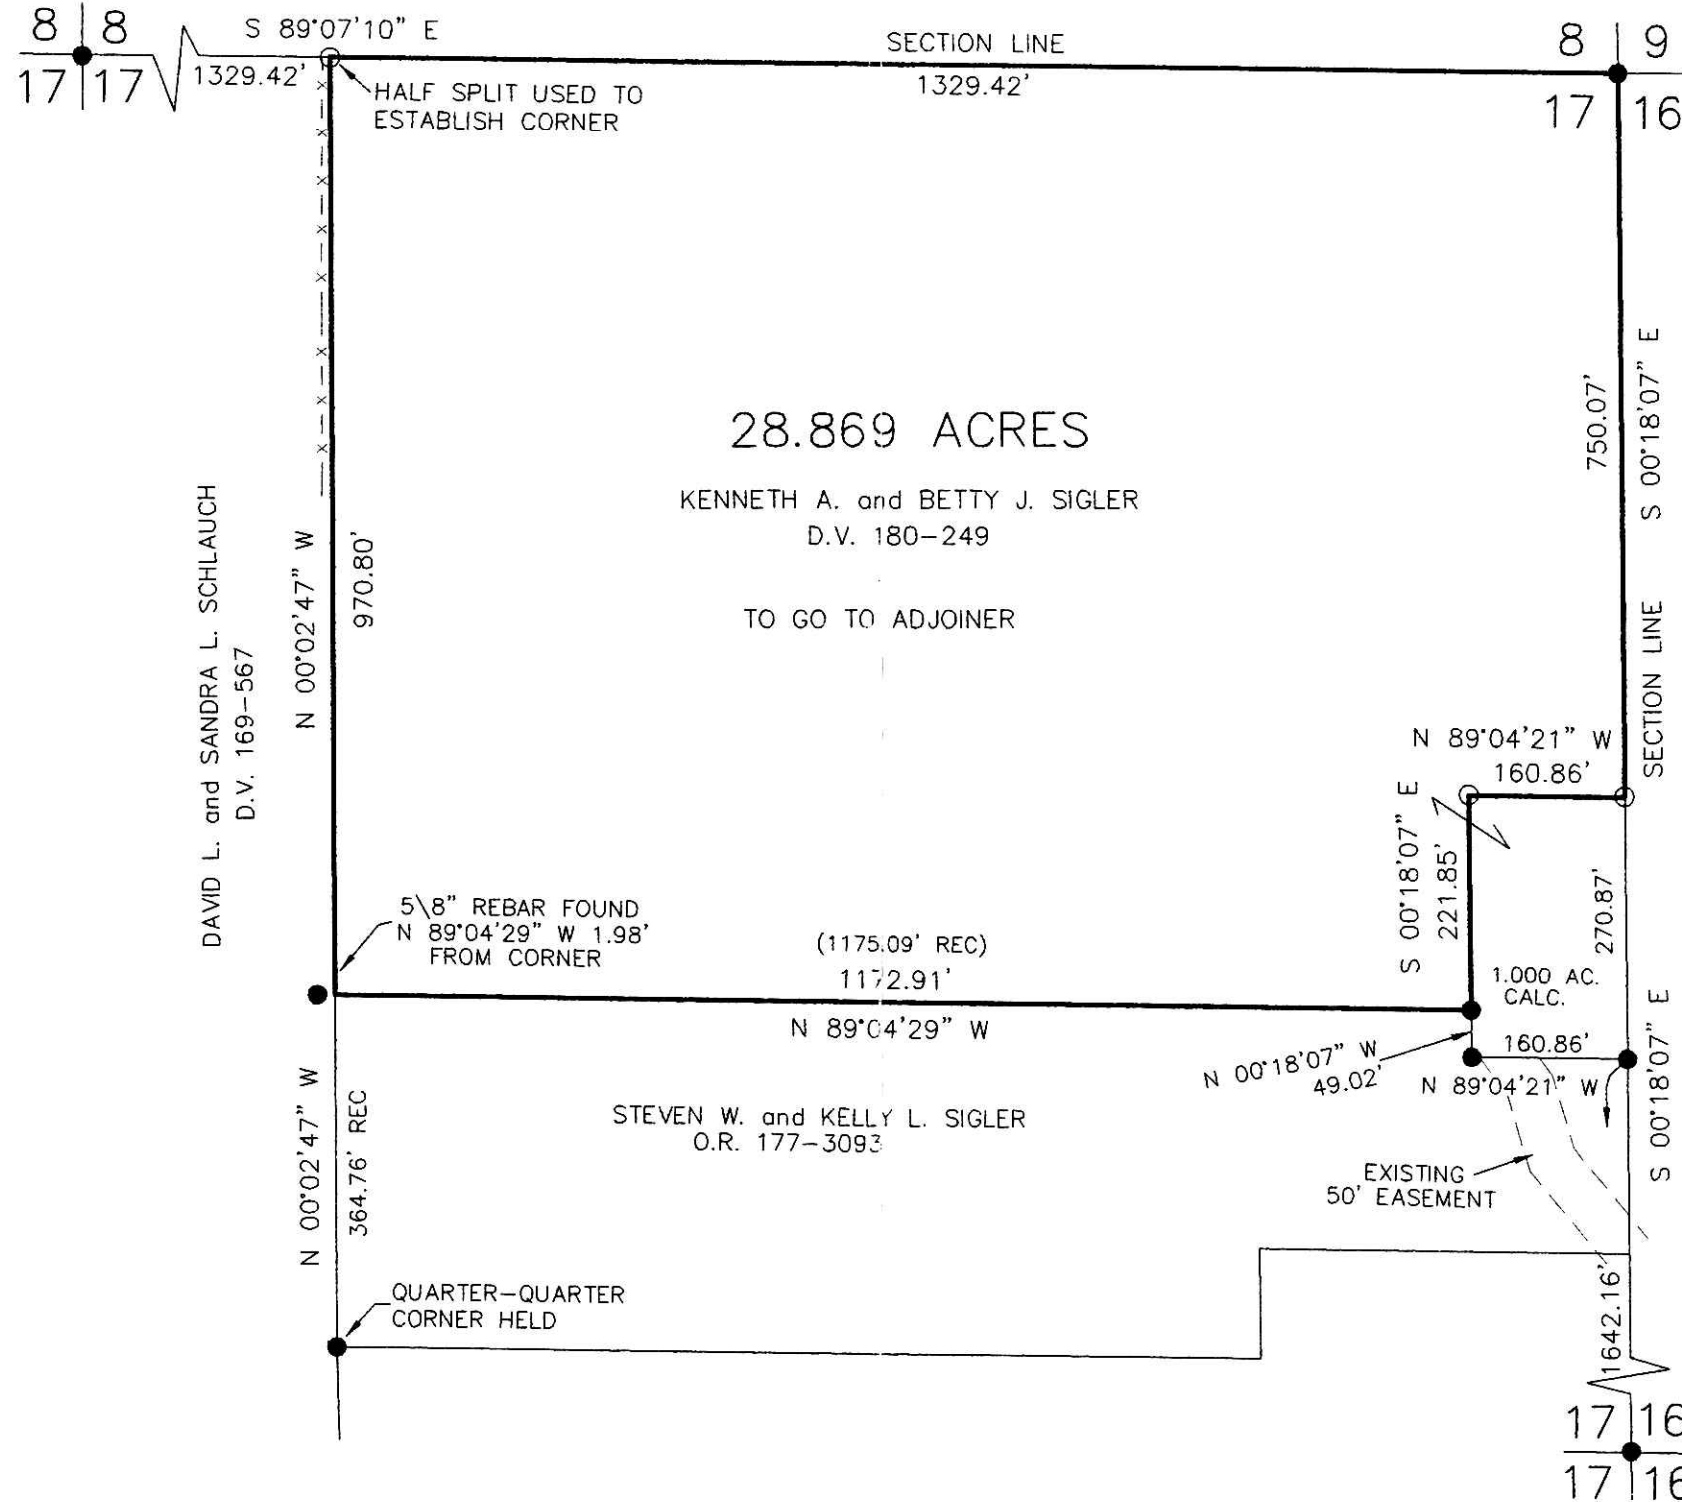 8 8
17 17
S 89°07'10" E
1329.42'
HALF SPLIT USED TO
ESTABLISH CORNER
SECTION LINE
1329.42'
8 9
17 16
750.07'
S 00°18'07" E
SECTION LINE
28.869 ACRES
KENNETH A. and BETTY J. SIGLER
D.V. 180-249
TO GO TO ADJOINER
DAVID L. and SANDRA L. SCHLAUCH
D.V. 169-567
N 00°02'47" W
970.80'
N 89°04'21" W
160.86'
S 00°18'07" E
221.85'
270.87'
1.000 AC.
CALC.
5\8" REBAR FOUND
N 89°04'29" W 1.98'
FROM CORNER
(1175.09' REC)
1172.91'
N 89°04'29" W
N 00°18'07" W
49.02'
160.86'
N 89°04'21" W
S 00°18'07" E
N 00°02'47" W
364.76' REC
STEVEN W. and KELLY L. SIGLER
O.R. 177-3093
EXISTING
50' EASEMENT
QUARTER-QUARTER
CORNER HELD
1642.16'
17 16
17 16